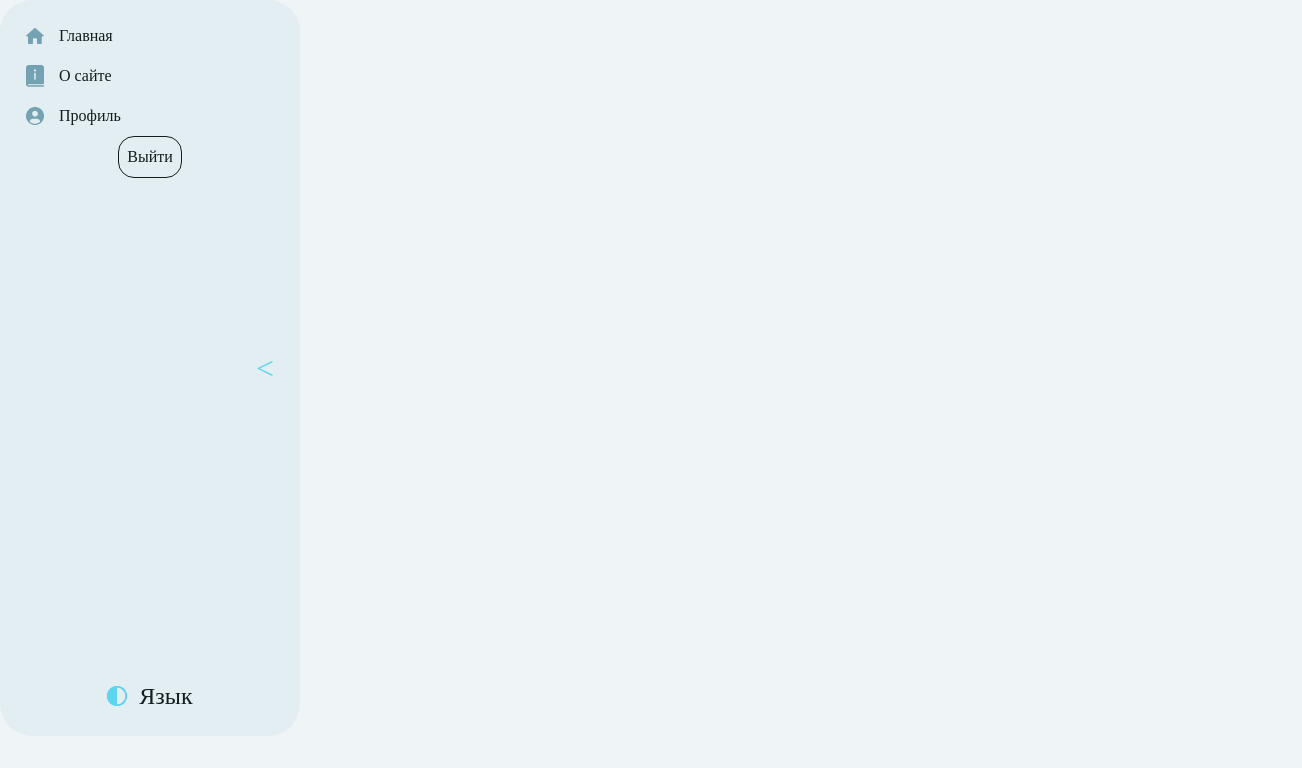 Главная
О сайте
Профиль
Выйти
<
Язык